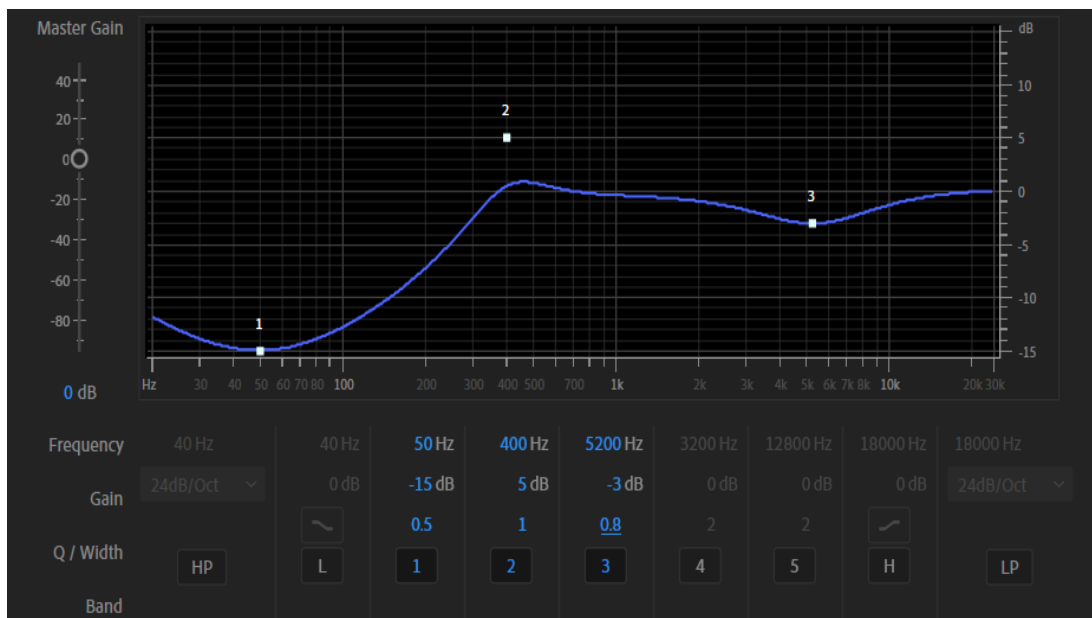 Master Gain
dB
40
20
0
-20
-40
-60
-80
0 dB
10
5
0
-5
-10
-15
2
3
1
Hz 30 40 50 60 70 80 100 200 300 400 500 700 1k 2k 3k 4k 5k 6k 7k 8k 10k 20k 30k
Frequency 40 Hz 40 Hz 50 Hz 400 Hz 5200 Hz 3200 Hz 12800 Hz 18000 Hz 18000 Hz
Gain 24dB/Oct 0 dB -15 dB 5 dB -3 dB 0 dB 0 dB 0 dB 24dB/Oct
Q / Width 0.5 1 0.8 2 2
Band HP L 1 2 3 4 5 H LP